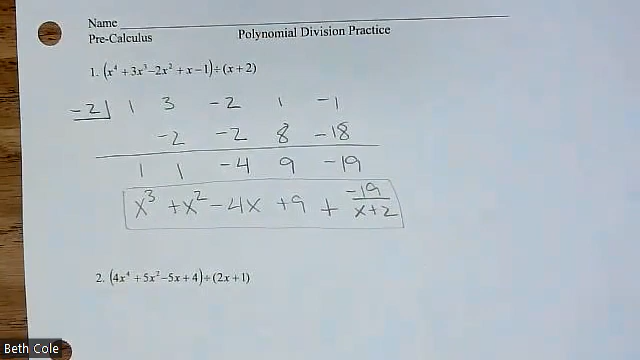 Name
Pre-Calculus Polynomial Division Practice
1. (x⁴ + 3x³ – 2x² + x – 1) ÷ (x + 2)
-2| 1 3 -2 1 -1
-2 -2 8 -18
1 1 -4 9 -19
x³ + x² - 4x + 9 + -19/x+2
2. (4x⁴ + 5x² – 5x + 4) ÷ (2x + 1)
Beth Cole